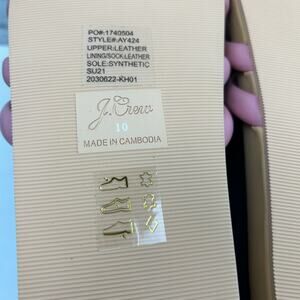 PO#:1740504
STYLE#:AY424
UPPER:LEATHER
LINING/SOCK:LEATHER
SOLE:SYNTHETIC
SU21
2030622-KH01
J.Crew
10
MADE IN CAMBODIA